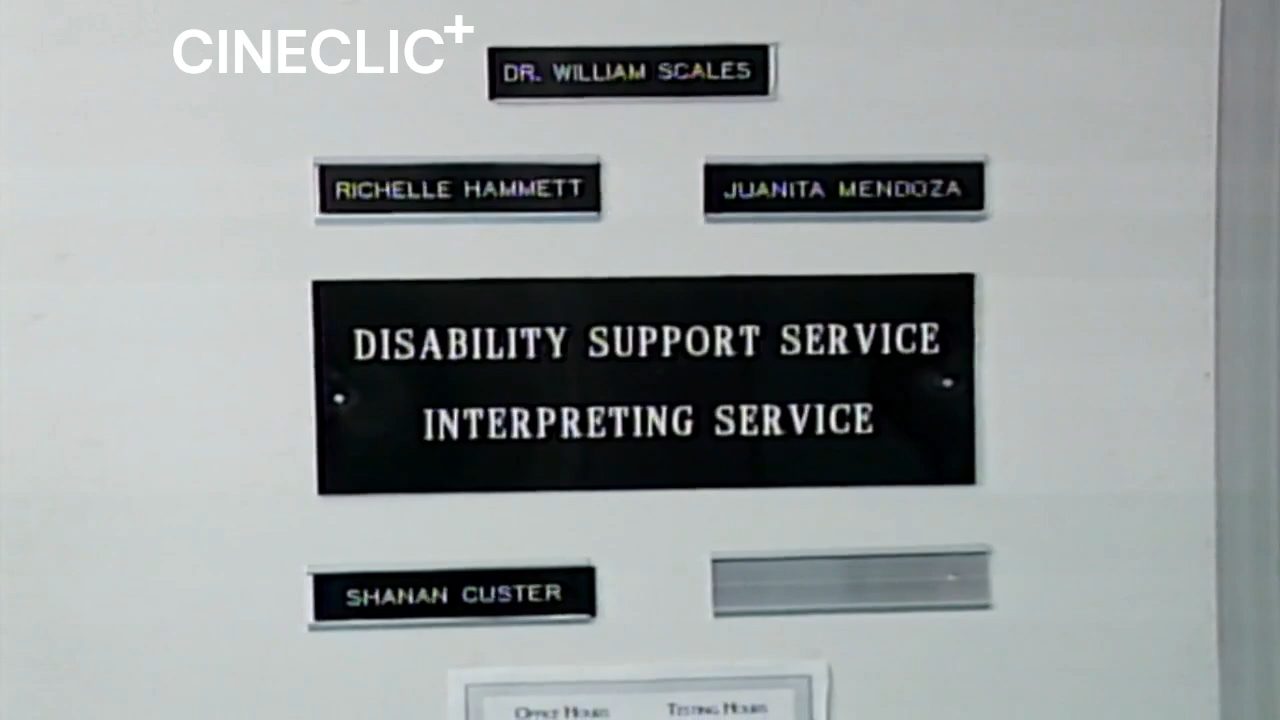 CINECLIC+
DR. WILLIAM SCALES
RICHELLE HAMMETT
JUANITA MENDOZA
DISABILITY SUPPORT SERVICE
INTERPRETING SERVICE
SHANAN CUSTER
OFFICE HOURS
TESTING HOURS